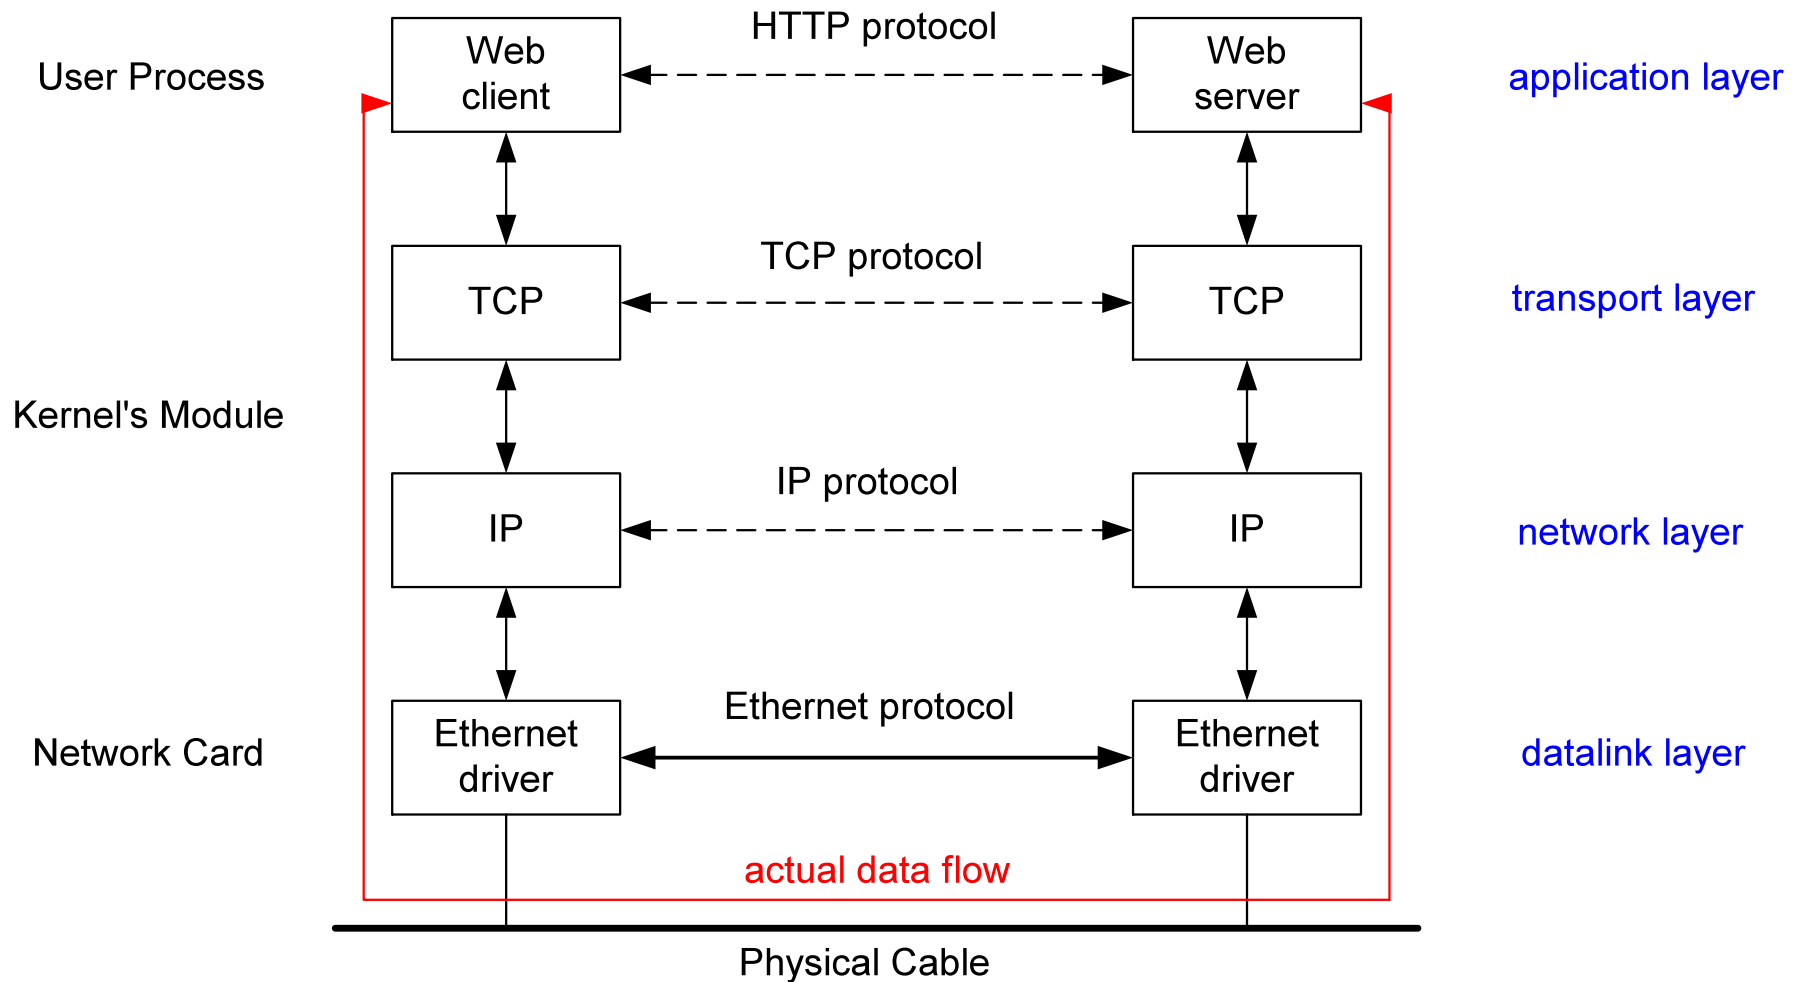 HTTP protocol
User Process
Web
client
Web
server
application layer
TCP protocol
TCP
TCP
transport layer
Kernel's Module
IP protocol
IP
IP
network layer
Ethernet protocol
Network Card
Ethernet
driver
Ethernet
driver
datalink layer
actual data flow
Physical Cable